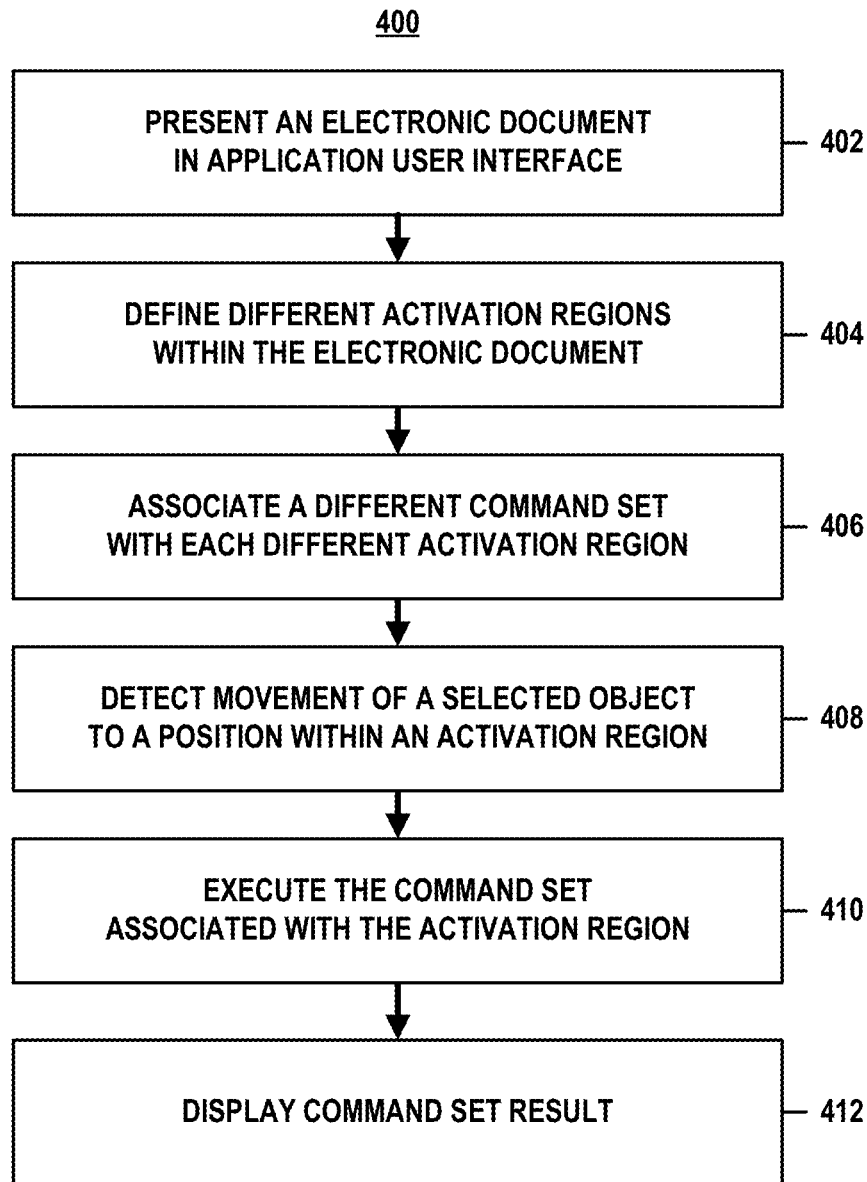 400
PRESENT AN ELECTRONIC DOCUMENT
IN APPLICATION USER INTERFACE
402
DEFINE DIFFERENT ACTIVATION REGIONS
WITHIN THE ELECTRONIC DOCUMENT
404
ASSOCIATE A DIFFERENT COMMAND SET
WITH EACH DIFFERENT ACTIVATION REGION
406
DETECT MOVEMENT OF A SELECTED OBJECT
TO A POSITION WITHIN AN ACTIVATION REGION
408
EXECUTE THE COMMAND SET
ASSOCIATED WITH THE ACTIVATION REGION
410
DISPLAY COMMAND SET RESULT
412